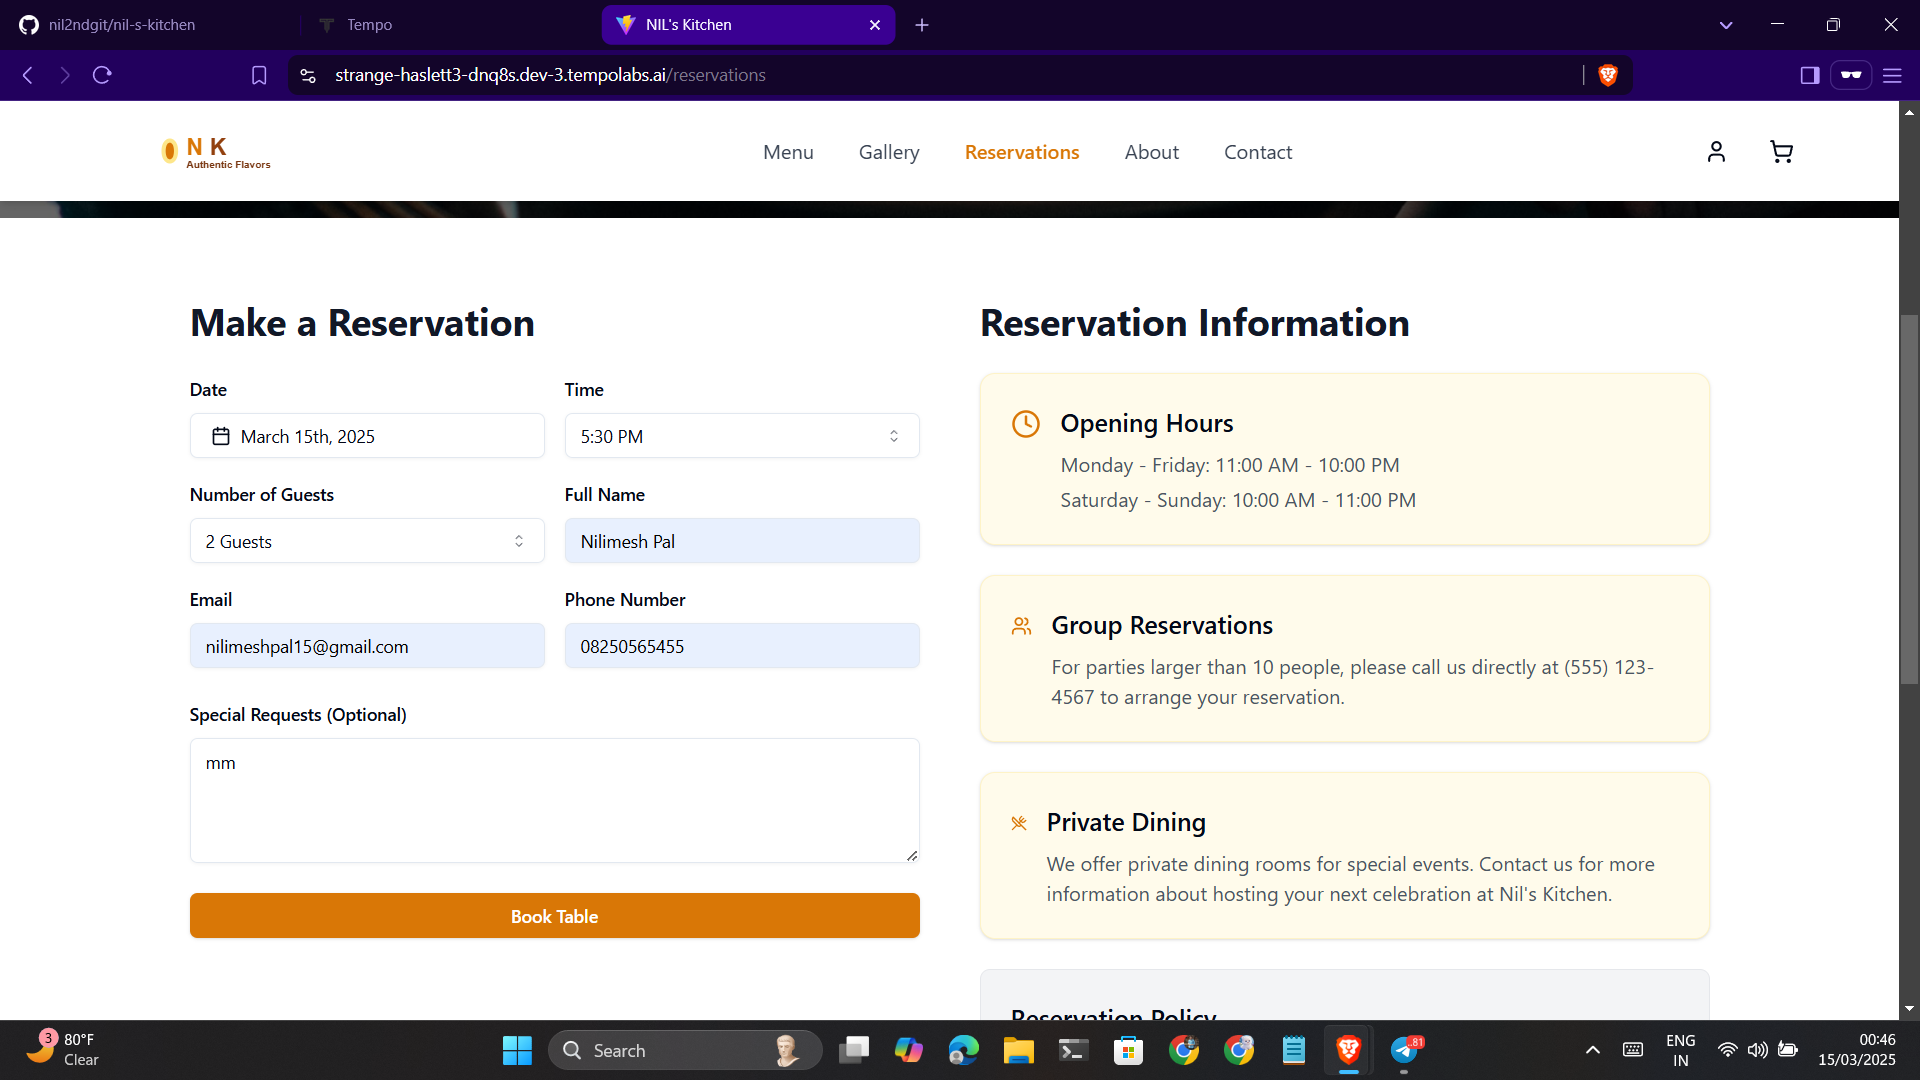 nil2ndgit/nil-s-kitchen
Tempo
NIL's Kitchen
strange-haslett3-dnq8s.dev-3.tempolabs.ai/reservations
N K
Authentic Flavors
Menu
Gallery
Reservations
About
Contact
Make a Reservation
Date
Time
March 15th, 2025
5:30 PM
Number of Guests
Full Name
2 Guests
Nilimesh Pal
Email
Phone Number
nilimeshpal15@gmail.com
08250565455
Special Requests (Optional)
mm
Book Table
Reservation Information
Opening Hours
Monday - Friday: 11:00 AM - 10:00 PM
Saturday - Sunday: 10:00 AM - 11:00 PM
Group Reservations
For parties larger than 10 people, please call us directly at (555) 123-
4567 to arrange your reservation.
Private Dining
We offer private dining rooms for special events. Contact us for more
information about hosting your next celebration at Nil's Kitchen.
Reservation Policy
3
80°F
Clear
Search
81
ENG
IN
00:46
15/03/2025